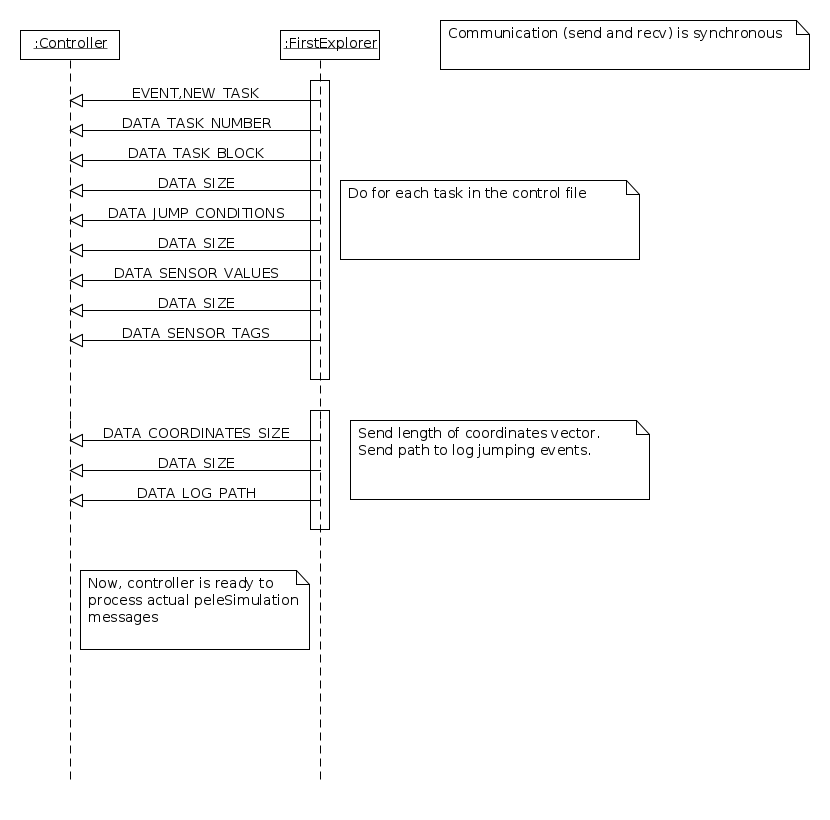 :Controller
:FirstExplorer
Communication (send and recv) is synchronous
EVENT,NEW_TASK
DATA_TASK_NUMBER
DATA_TASK_BLOCK
DATA_SIZE
Do for each task in the control file
DATA_JUMP_CONDITIONS
DATA_SIZE
DATA_SENSOR_VALUES
DATA_SIZE
DATA_SENSOR_TAGS
DATA_COORDINATES_SIZE
Send length of coordinates vector.
Send path to log jumping events.
DATA_SIZE
DATA_LOG_PATH
Now, controller is ready to
process actual peleSimulation
messages